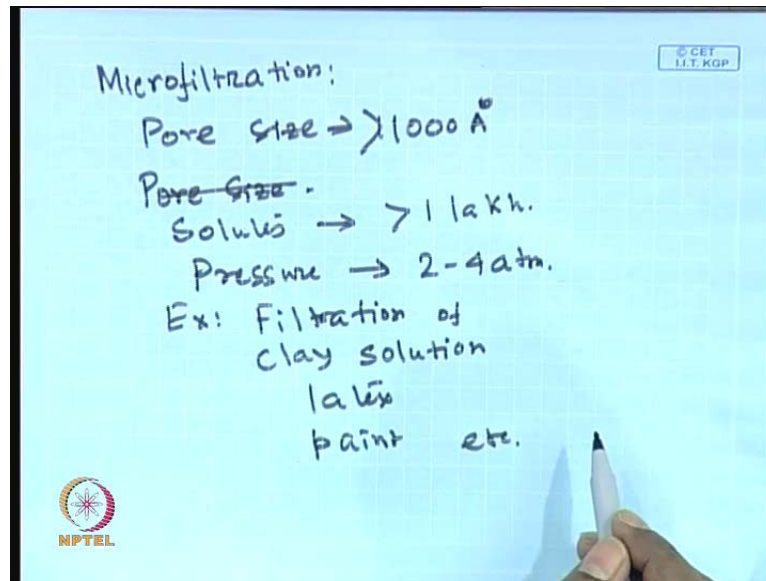 © CET
I.I.T. KGP
Microfiltration:
Pore size → >1000 A°
Pore Size.
Solutes → > 1 lakh.
Pressure → 2-4 atm.
Ex: Filtration of
clay solution
latex
paint etc.
NPTEL